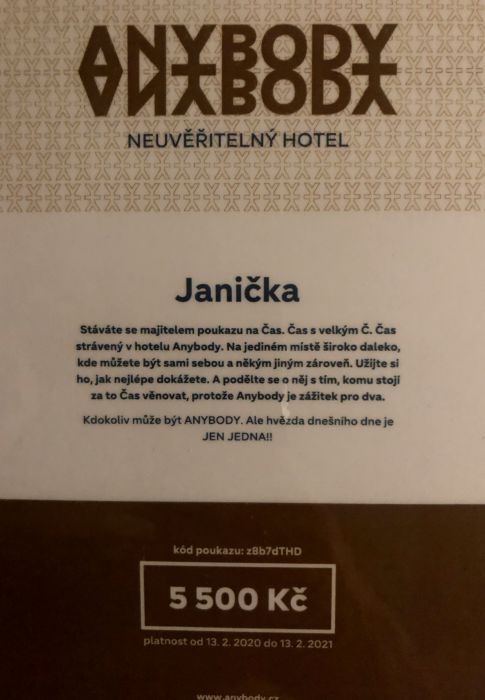 ANYBODY
NEUVĚŘITELNÝ HOTEL
Janička
Stáváte se majitelem poukazu na Čas. Čas s velkým Č. Čas
strávený v hotelu Anybody. Na jediném místě široko daleko,
kde můžete být sami sebou a někým jiným zároveň. Užijte si
ho, jak nejlépe dokážete. A podělte se o něj s tím, komu stojí
za to Čas věnovat, protože Anybody je zážitek pro dva.
Kdokoliv může být ANYBODY. Ale hvězda dnešního dne je
JEN JEDNA!!
kód poukazu: z8b7dTHD
5 500 Kč
platnost od 13. 2. 2020 do 13. 2. 2021
www.anybody.cz